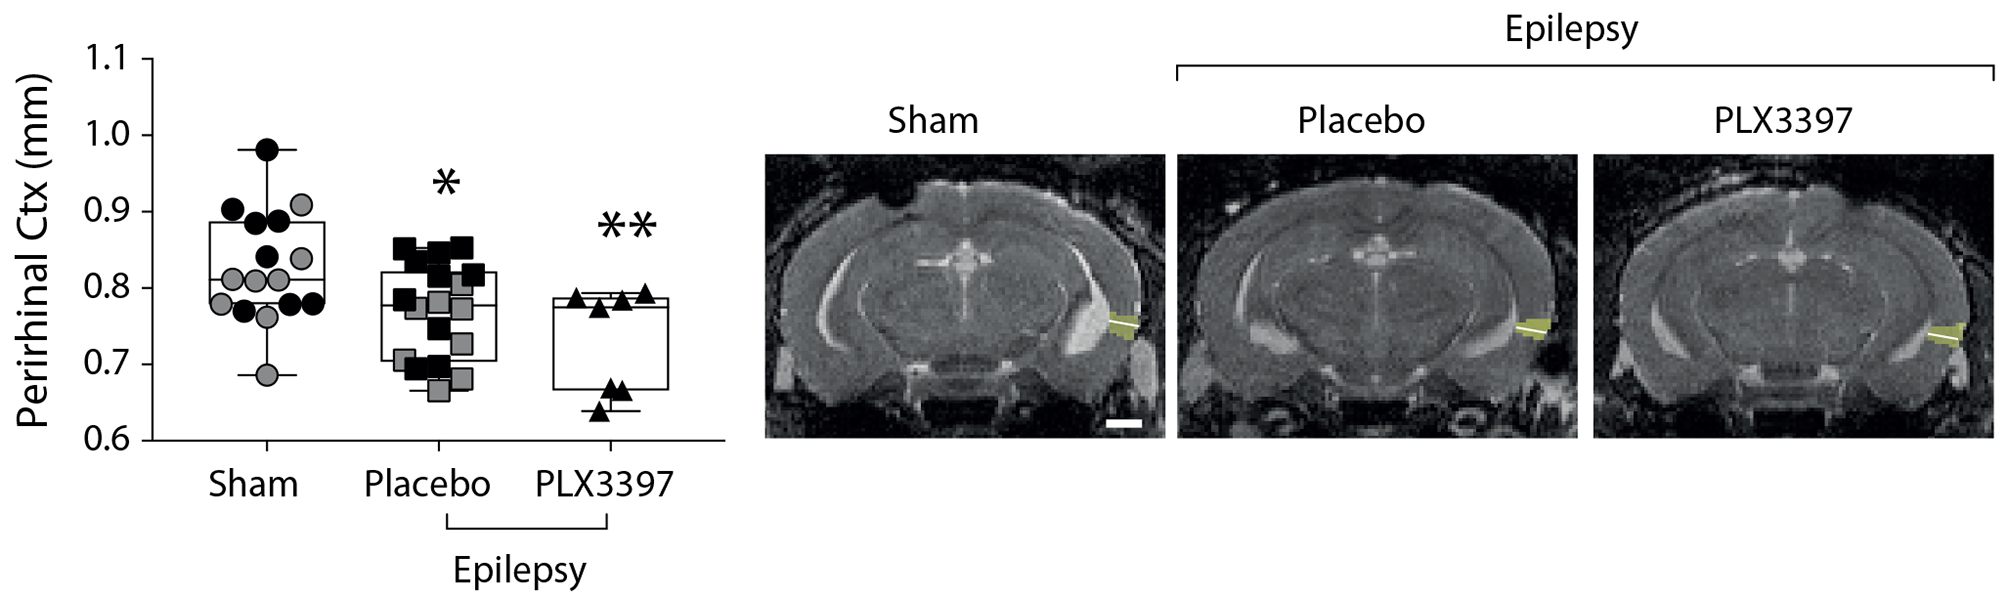 Perirhinal Ctx (mm)
1.1
1.0
0.9
0.8
0.7
0.6
*
**
Sham
Placebo
PLX3397
Epilepsy
Epilepsy
Sham
Placebo
PLX3397